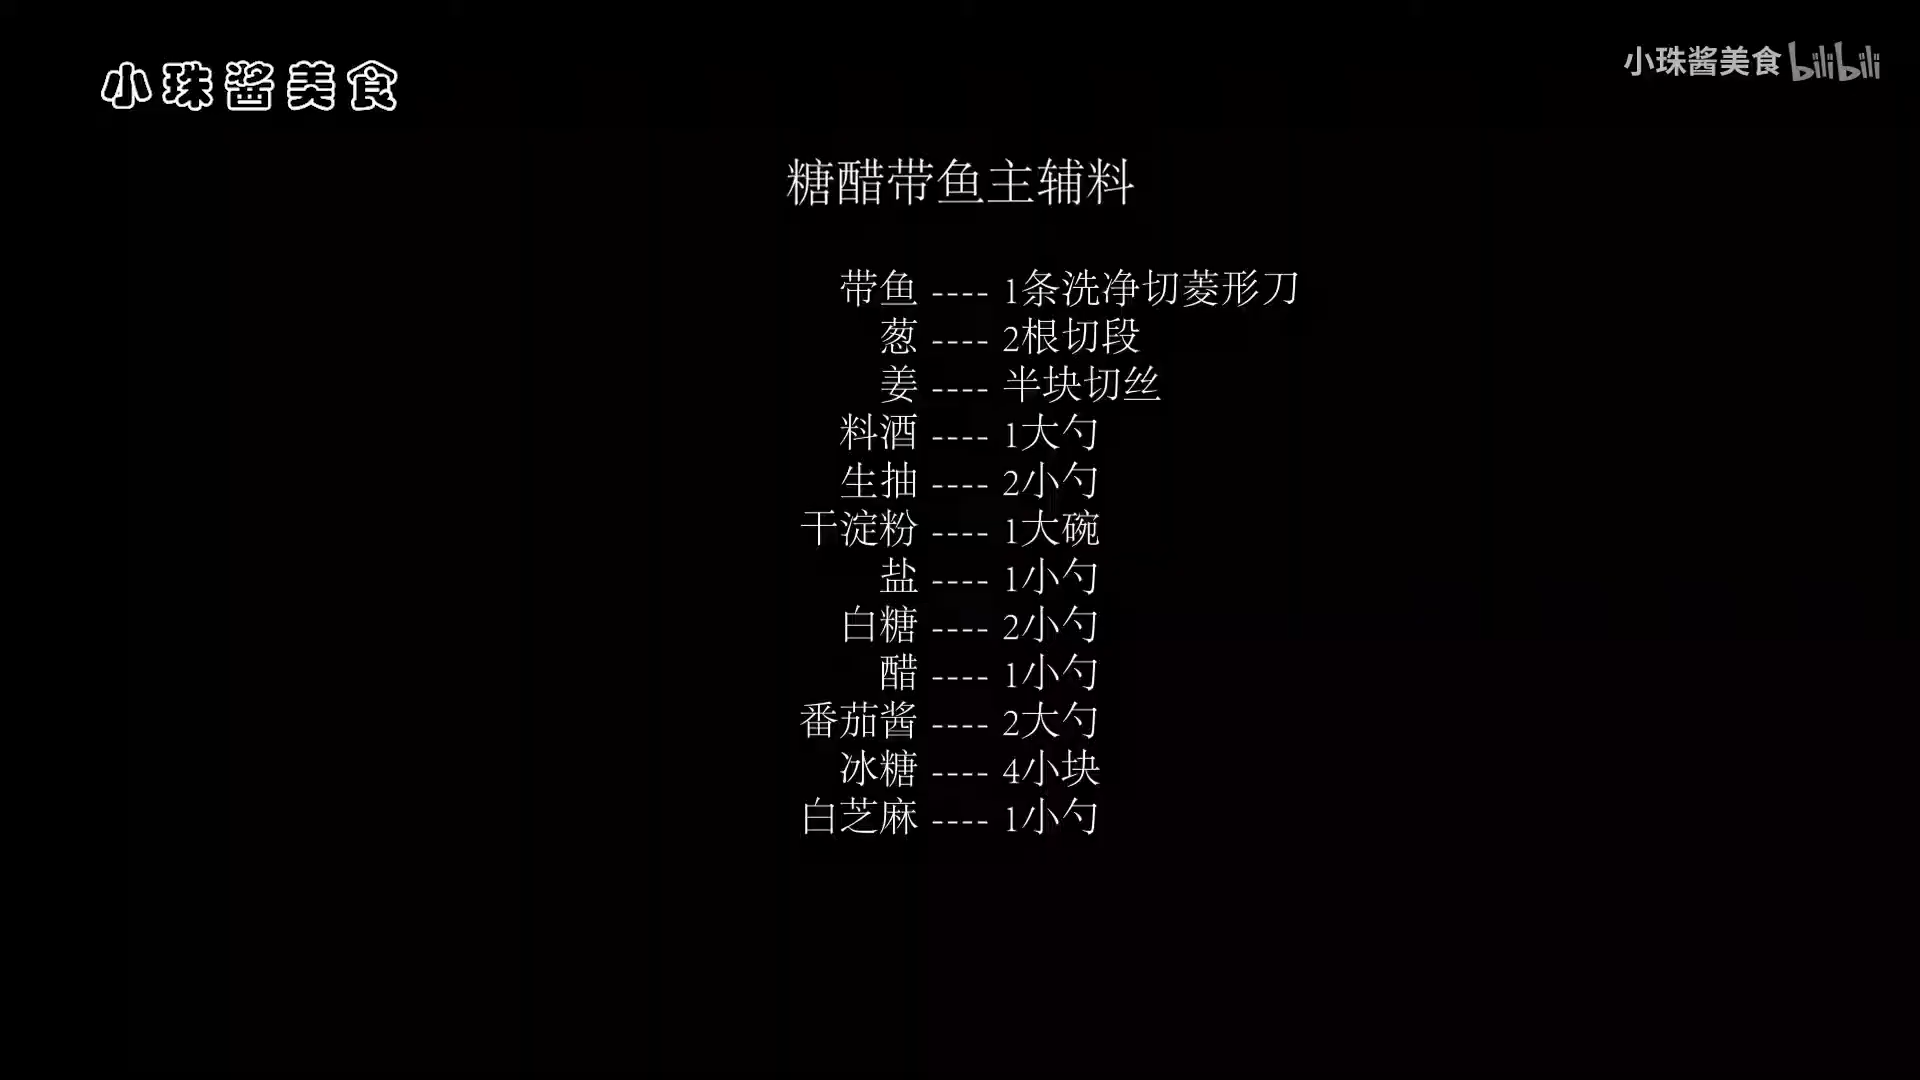 小珠酱美食
小珠酱美食 bilibili
糖醋带鱼主辅料
带鱼 ---- 1条洗净切菱形刀
葱 ---- 2根切段
姜 ---- 半块切丝
料酒 ---- 1大勺
生抽 ---- 2小勺
干淀粉 ---- 1大碗
盐 ---- 1小勺
白糖 ---- 2小勺
醋 ---- 1小勺
番茄酱 ---- 2大勺
冰糖 ---- 4小块
白芝麻 ---- 1小勺